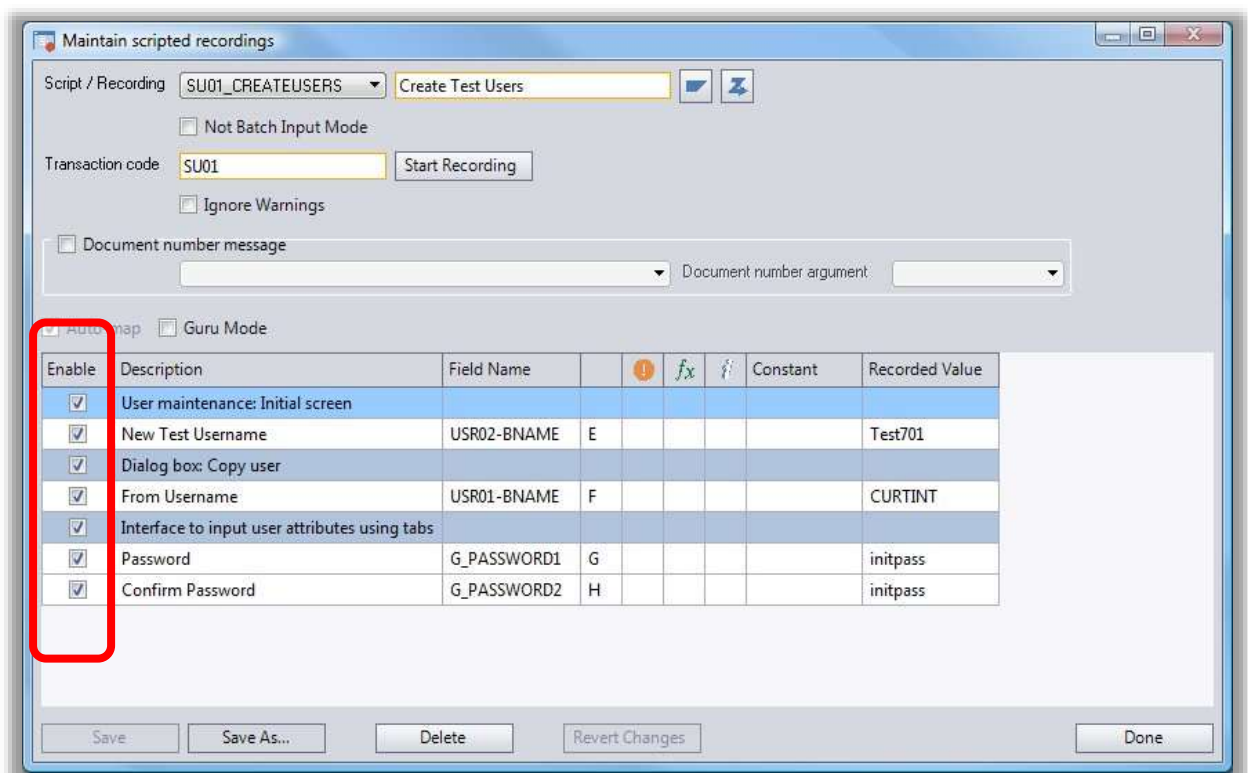 Maintain scripted recordings
Script / Recording SU01_CREATEUSERS Create Test Users
Not Batch Input Mode
Transaction code SU01 Start Recording
Ignore Warnings
Document number message
Document number argument
Auto-map Guru Mode
Enable Description Field Name fx Constant Recorded Value
User maintenance: Initial screen
New Test Username USR02-BNAME E Test701
Dialog box: Copy user
From Username USR01-BNAME F CURTINT
Interface to input user attributes using tabs
Password G_PASSWORD1 G initpass
Confirm Password G_PASSWORD2 H initpass
Save Save As... Delete Revert Changes Done